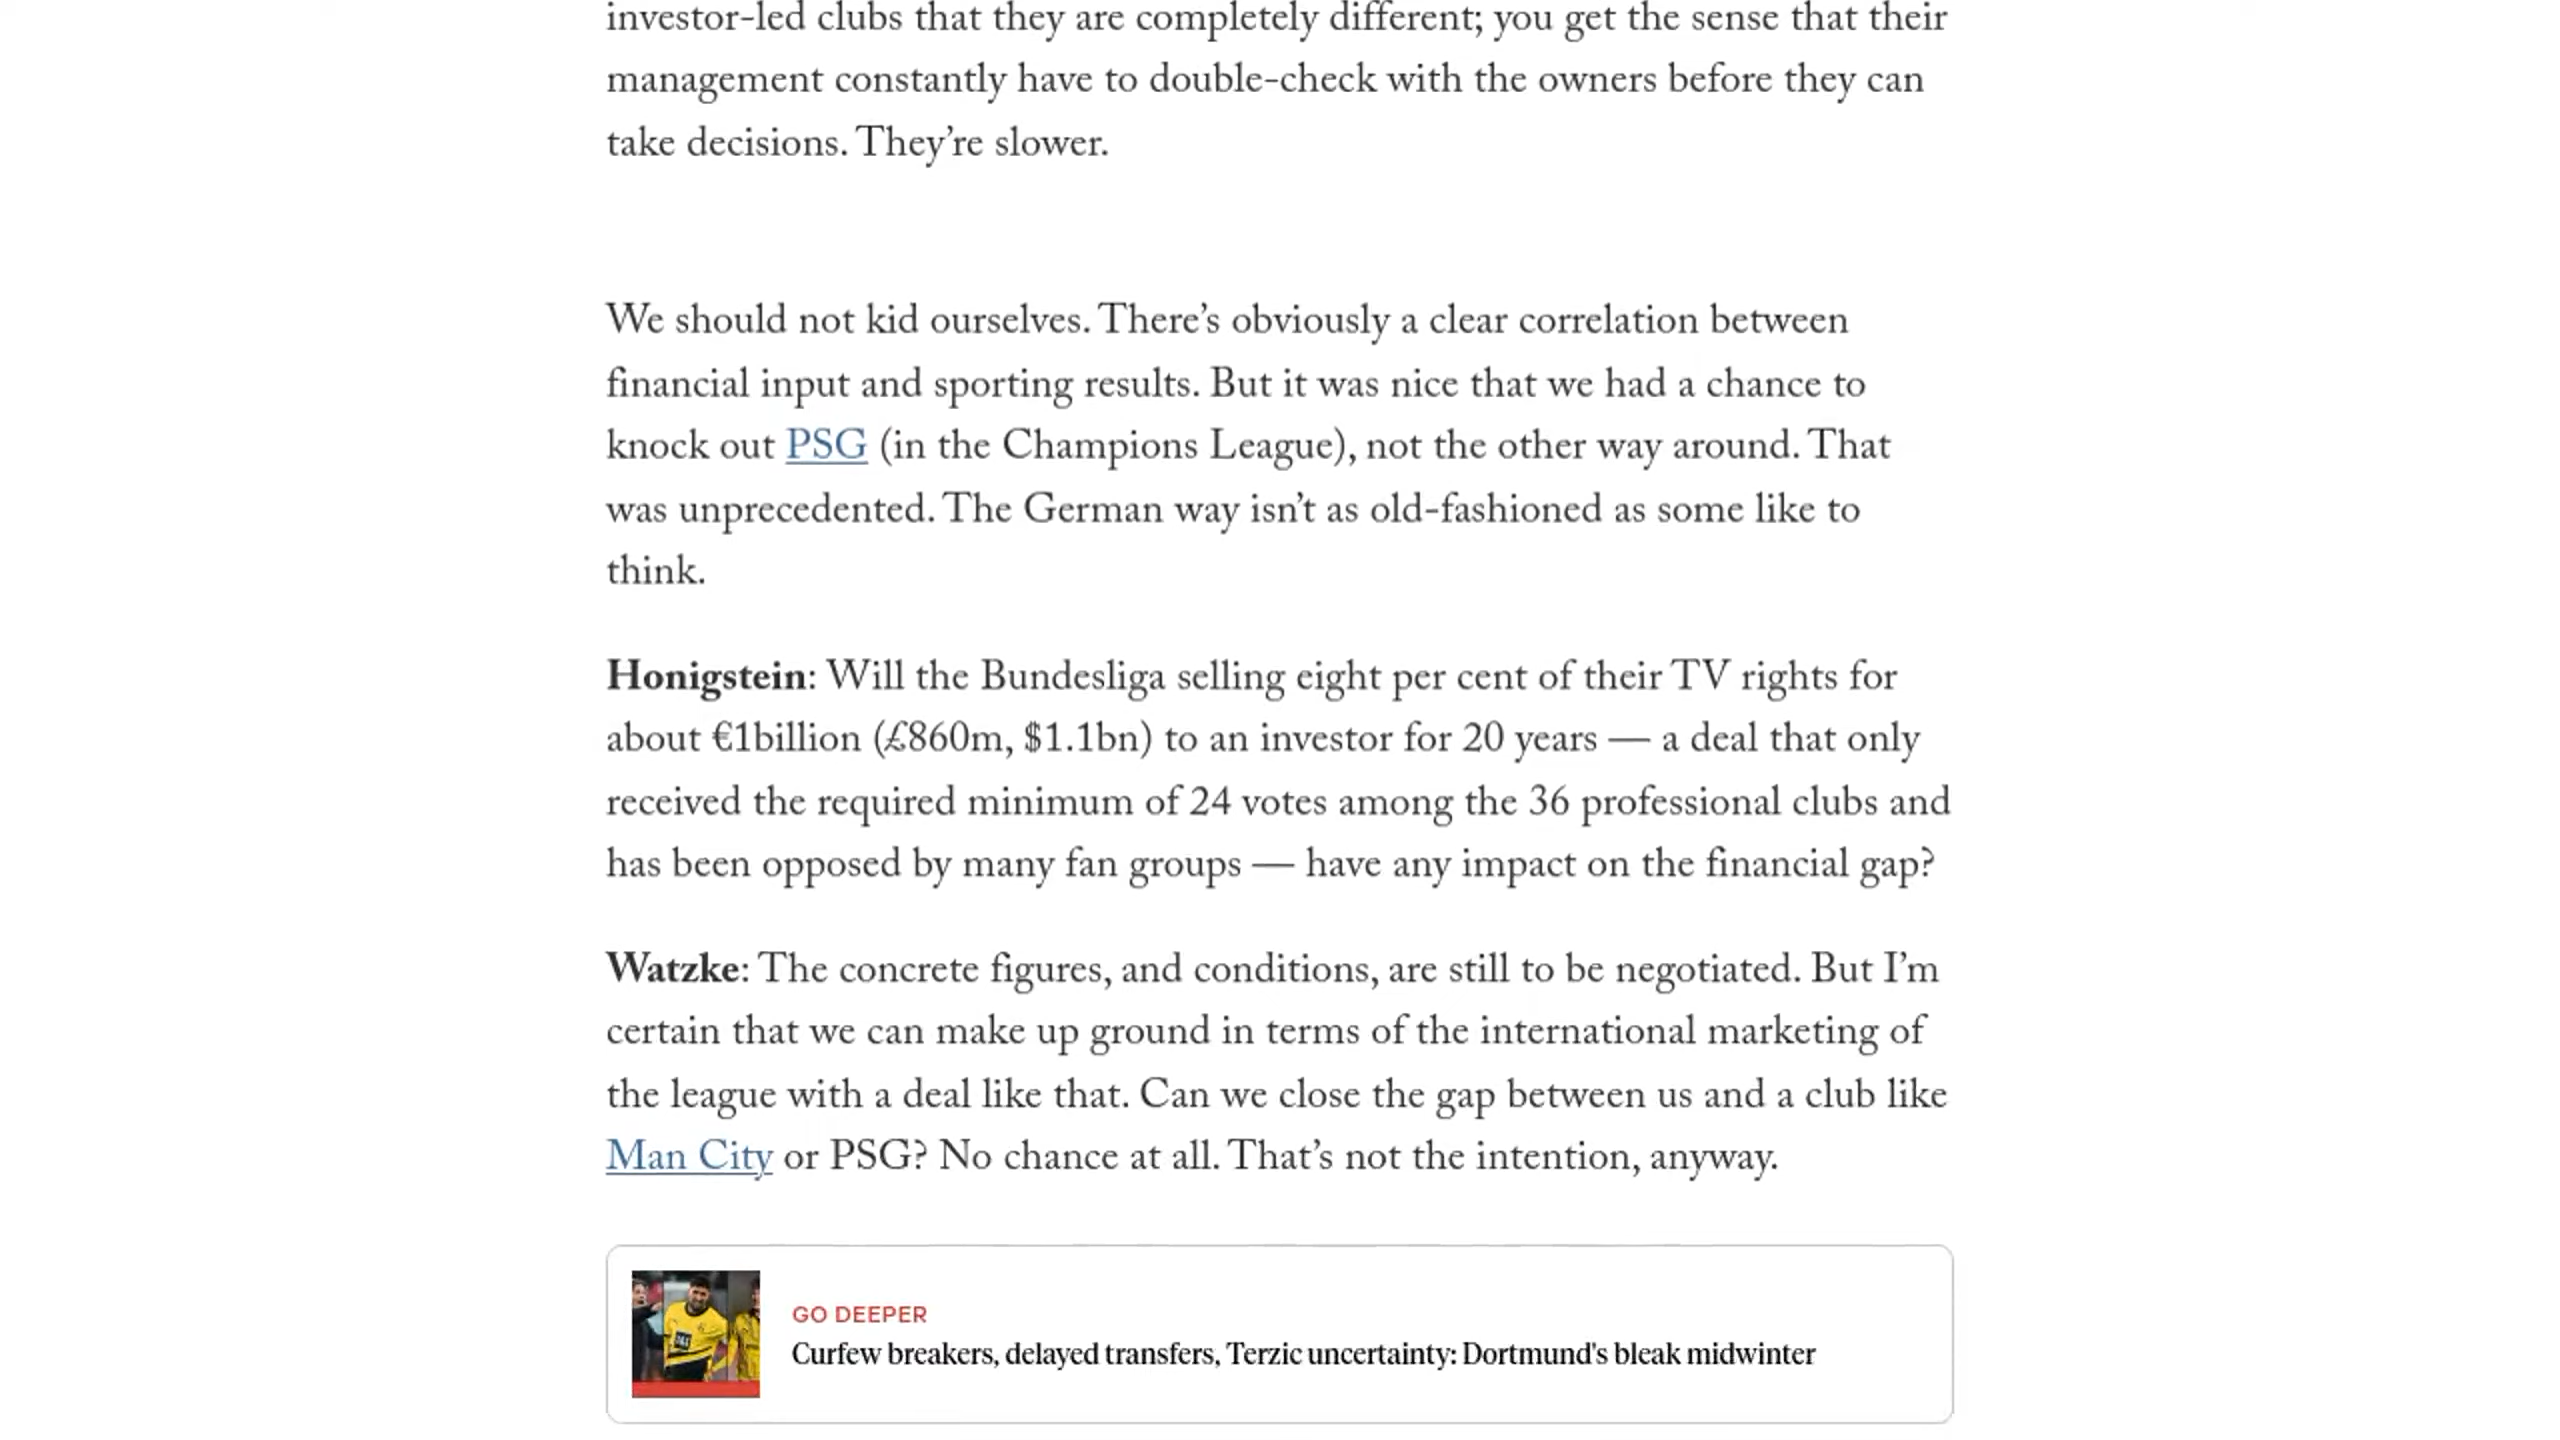 investor-led clubs that they are completely different; you get the sense that their
management constantly have to double-check with the owners before they can
take decisions. They’re slower.
We should not kid ourselves. There’s obviously a clear correlation between
financial input and sporting results. But it was nice that we had a chance to
knock out PSG (in the Champions League), not the other way around. That
was unprecedented. The German way isn’t as old-fashioned as some like to
think.
Honigstein: Will the Bundesliga selling eight per cent of their TV rights for
about €1billion (£860m, $1.1bn) to an investor for 20 years — a deal that only
received the required minimum of 24 votes among the 36 professional clubs and
has been opposed by many fan groups — have any impact on the financial gap?
Watzke: The concrete figures, and conditions, are still to be negotiated. But I’m
certain that we can make up ground in terms of the international marketing of
the league with a deal like that. Can we close the gap between us and a club like
Man City or PSG? No chance at all. That’s not the intention, anyway.
GO DEEPER
Curfew breakers, delayed transfers, Terzic uncertainty: Dortmund's bleak midwinter